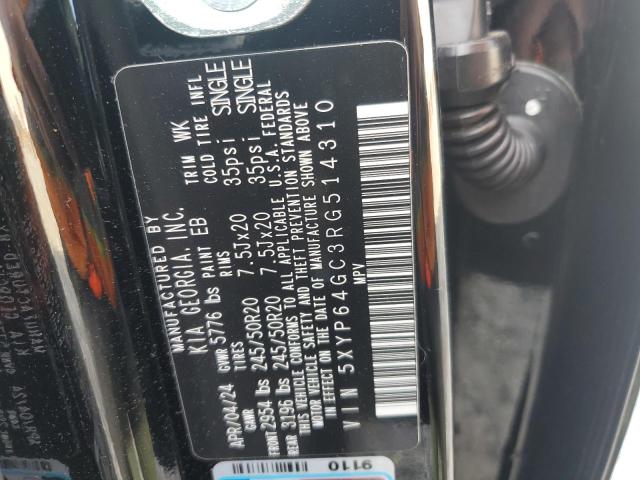 MANUFACTURED BY
KIA GEORGIA, INC.
APR/04/24 GVWR 5776 lbs PAINT EB TRIM WK
GAWR TIRES RIMS COLD TIRE INFL
FRONT 2954 lbs 245/50R20 7.5Jx20 35psi SINGLE
REAR 3196 lbs 245/50R20 7.5Jx20 35psi SINGLE
THIS VEHICLE CONFORMS TO ALL APPLICABLE U.S.A. FEDERAL
MOTOR VEHICLE SAFETY AND THEFT PREVENTION STANDARDS
IN EFFECT ON THE DATE OF MANUFACTURE SHOWN ABOVE
VIN 5XYP64GC3RG514310
MPV
9110